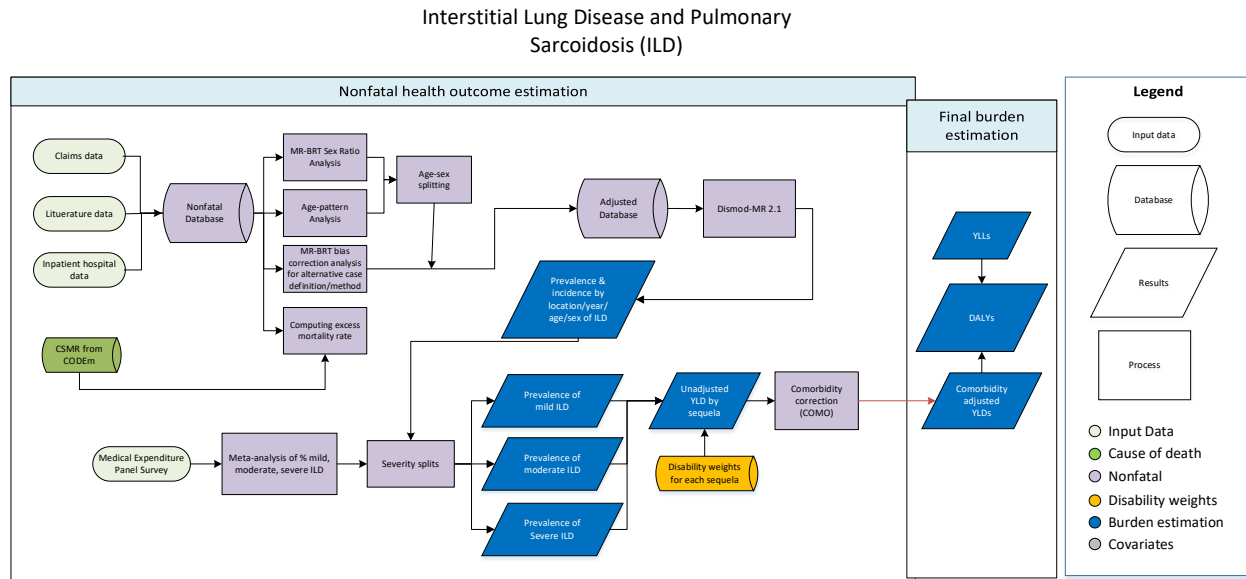 Interstitial Lung Disease and Pulmonary
Sarcoidosis (ILD)
Nonfatal health outcome estimation
Claims data
Lituerature data
Inpatient hospital
data
CSMR from
CODEm
Nonfatal
Database
MR-BRT Sex Ratio
Analysis
Age-pattern
Analysis
MR-BRT bias
correction analysis
for alternative case
definition/method
Computing excess
mortality rate
Age-sex
splitting
Adjusted
Database
Dismod-MR 2.1
Prevalence &
incidence by
location/year/
age/sex of ILD
Medical Expenditure
Panel Survey
Meta-analysis of % mild,
moderate, severe ILD
Severity splits
Prevalence of
mild ILD
Prevalence of
moderate ILD
Prevalence of
Severe ILD
Unadjusted
YLD by
sequela
Disability weights
for each sequela
Comorbidity
correction
(COMO)
Final burden
estimation
YLLs
DALYs
Comorbidity
adjusted
YLDs
Legend
Input data
Database
Results
Process
Input Data
Cause of death
Nonfatal
Disability weights
Burden estimation
Covariates